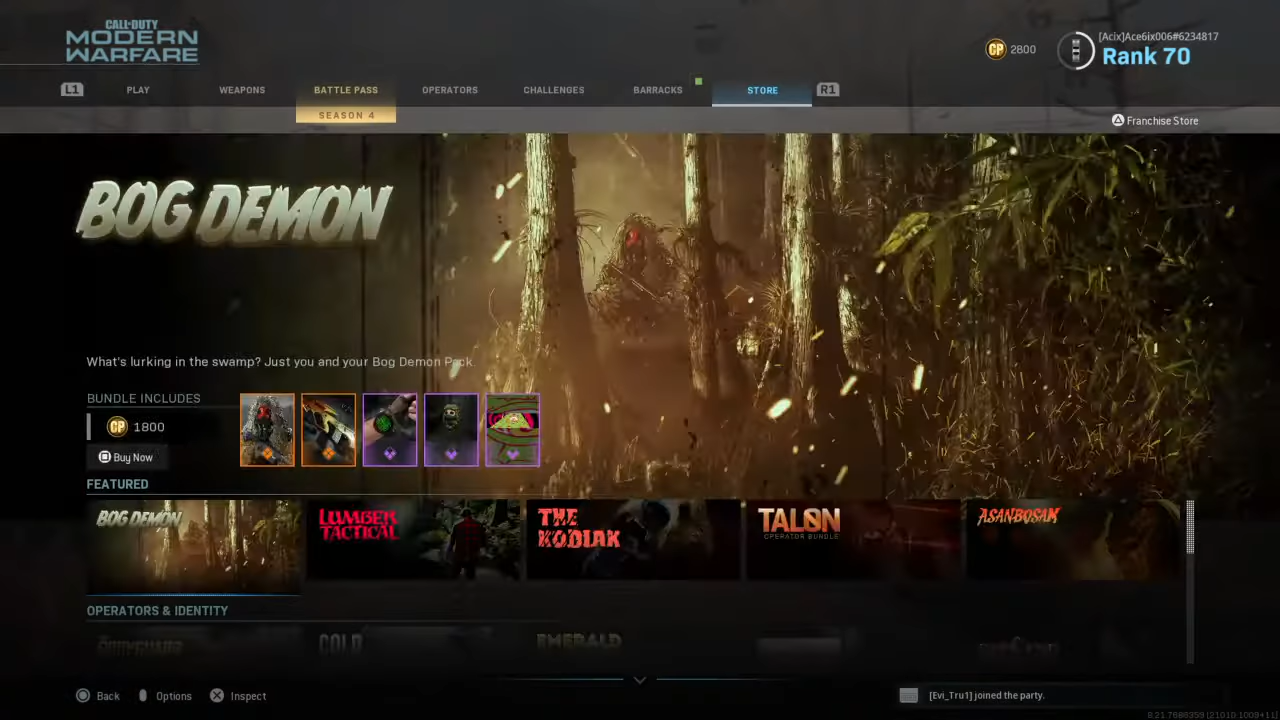 CALL OF DUTY
MODERN
WARFARE
CP 2800
[Acix]Ace6ix006#6234817
Rank 70
L1
PLAY
WEAPONS
BATTLE PASS
OPERATORS
CHALLENGES
BARRACKS
STORE
R1
SEASON 4
Franchise Store
BOG DEMON
What's lurking in the swamp? Just you and your Bog Demon Pack.
BUNDLE INCLUDES
CP 1800
Buy Now
FEATURED
BOG DEMON
LUMBER
TACTICAL
THE
KODIAK
TALON
OPERATOR BUNDLE
ASANBOSAM
OPERATORS & IDENTITY
COLD
EMERALD
Back
Options
Inspect
[Evi_Tru1] joined the party.